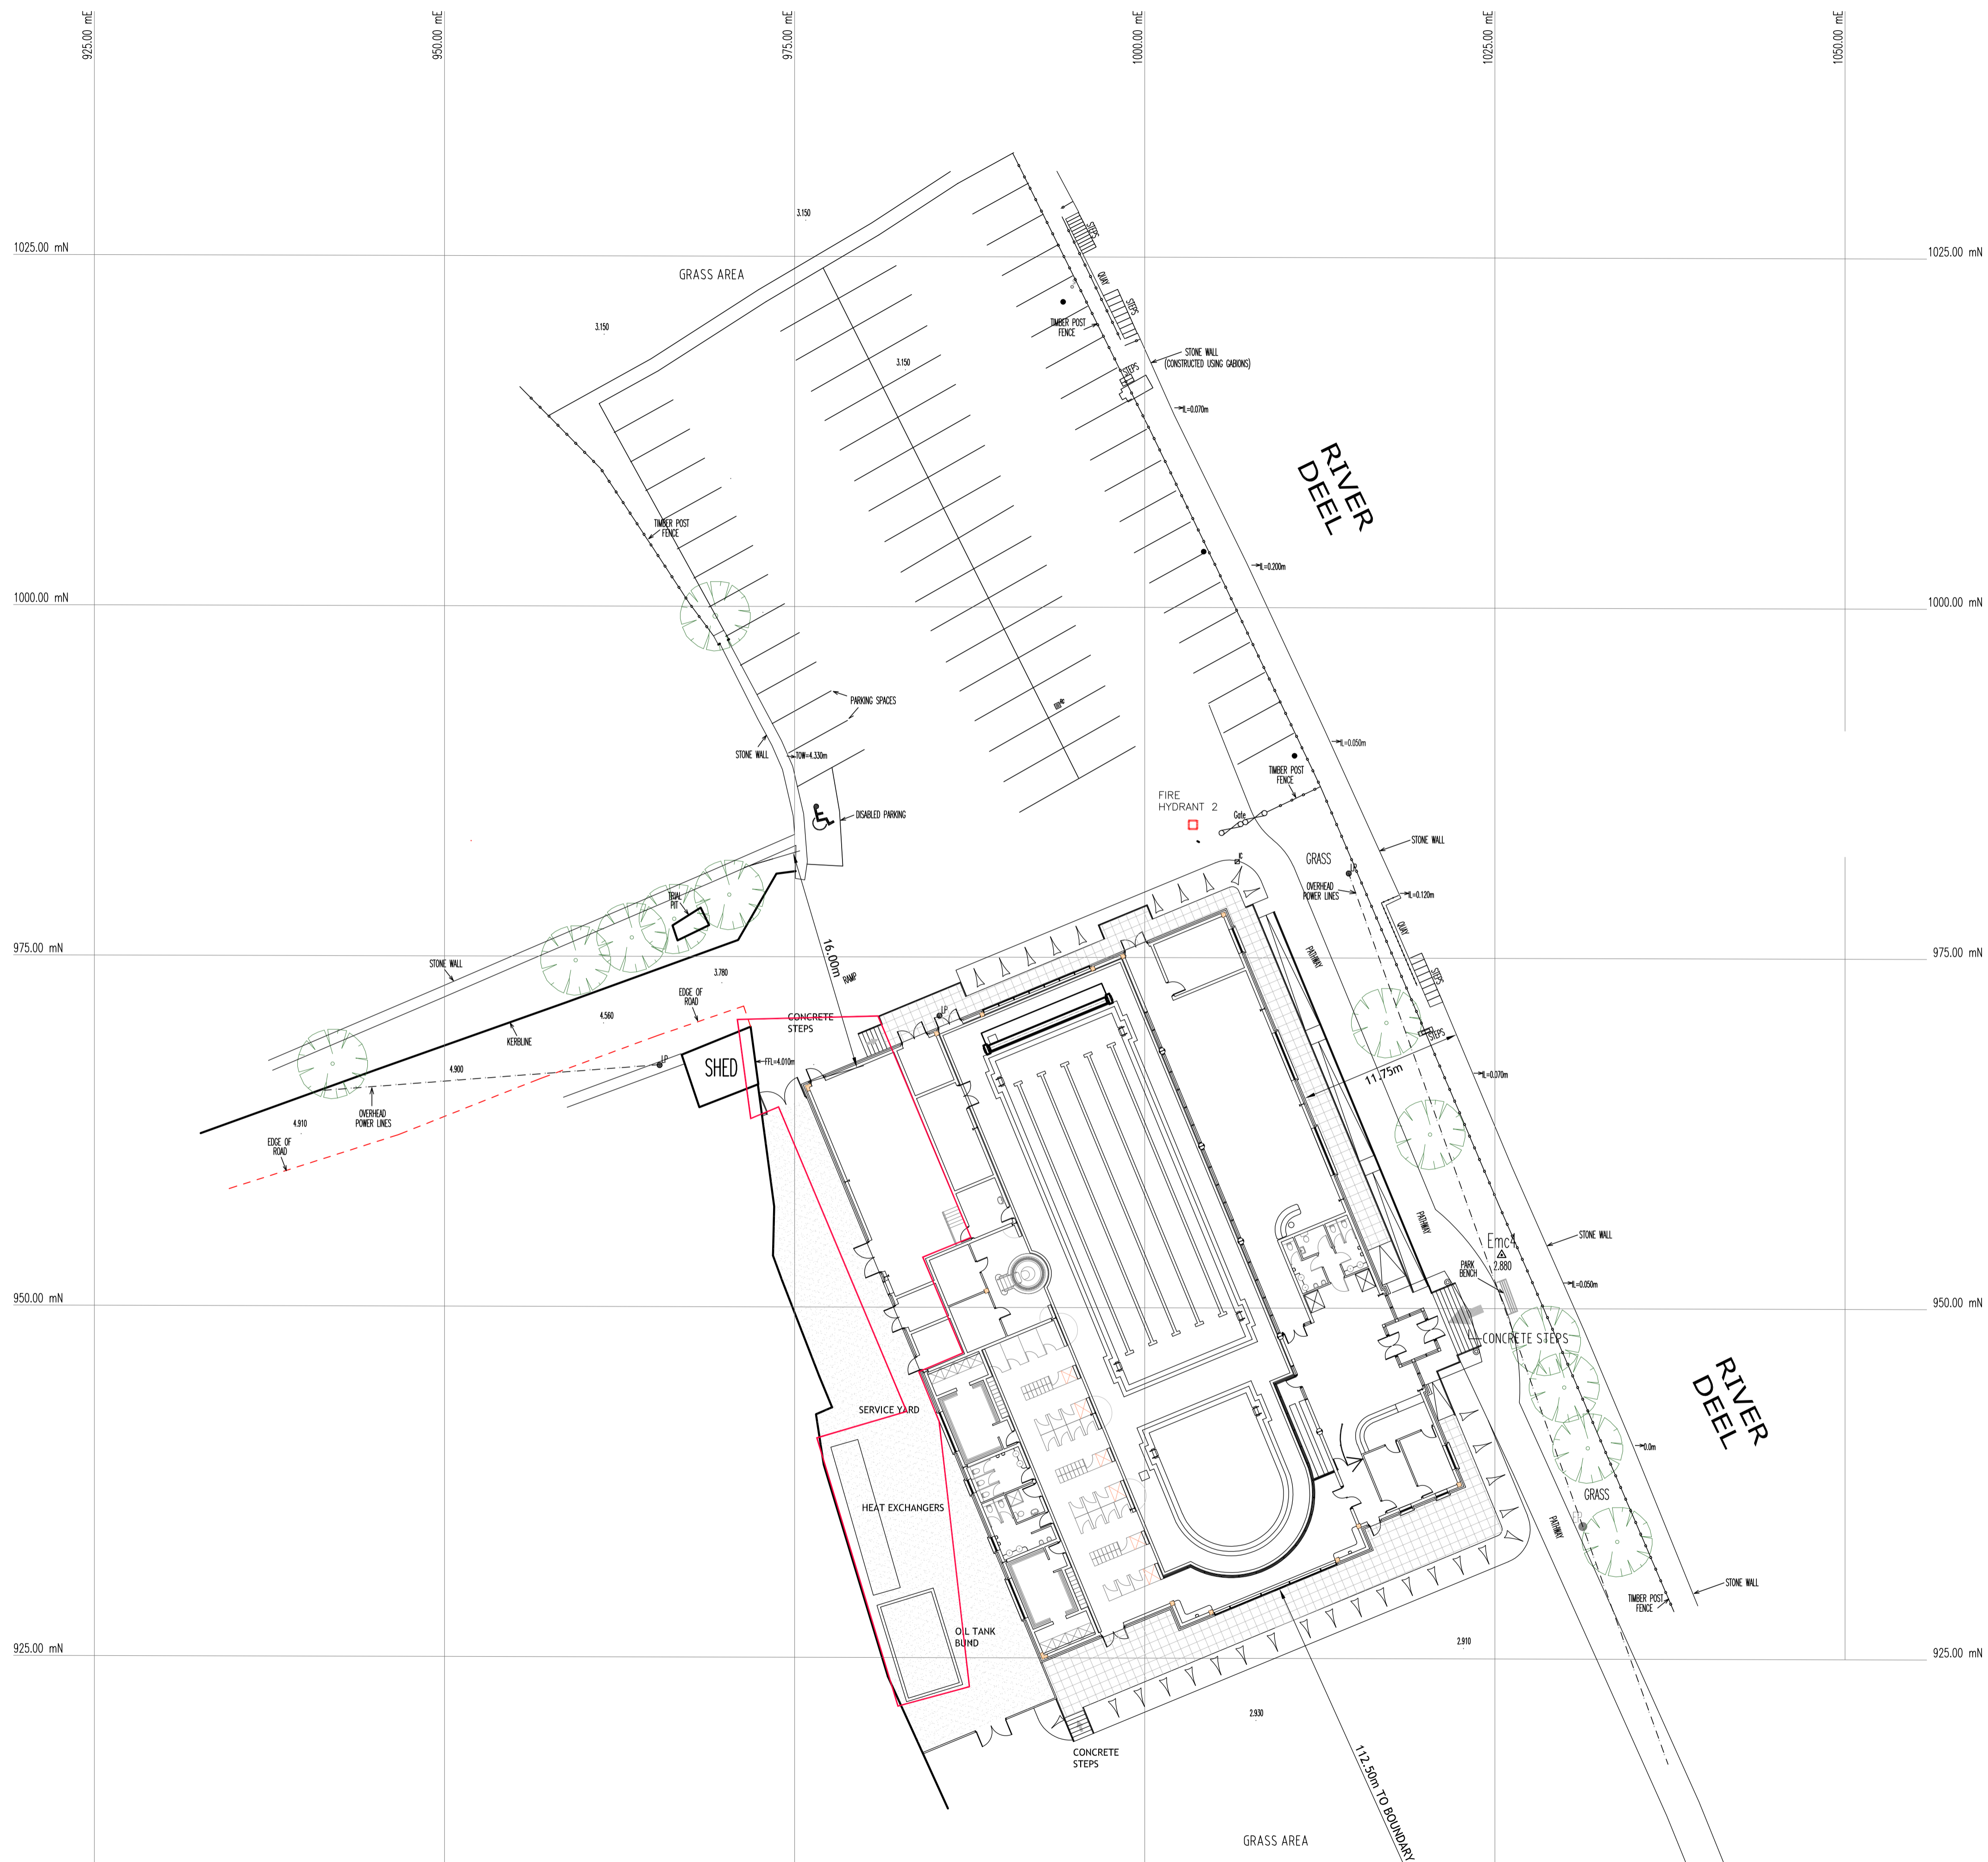 925.00 mE
950.00 mE
975.00 mE
1000.00 mE
1025.00 mE
1050.00 mE
3.150
STEPS
1025.00 mN
1025.00 mN
GRASS AREA
QUAY
STEPS
3.150
TIMBER POST
FENCE
STONE WALL
(CONSTRUCTED USING GABIONS)
3.150
STEPS
IL=0.070m
RIVER
DEEL
TIMBER POST
FENCE
IL=0.200m
1000.00 mN
1000.00 mN
PARKING SPACES
STONE WALL
TOW=4.330m
IL=0.050m
TIMBER POST
FENCE
FIRE
HYDRANT 2
DISABLED PARKING
Gate
STONE WALL
IC
GRASS
LP
OVERHEAD
POWER LINES
IL=0.120m
TRIAL
PIT
QUAY
975.00 mN
975.00 mN
STONE WALL
16.00m
RAMP
PATHWAY
STEPS
3.780
EDGE OF
ROAD
4.560
CONCRETE
STEPS
LP
STEPS
KERBLINE
LP
SHED
FFL=4.010m
4.900
11.75m
IL=0.070m
OVERHEAD
POWER LINES
4.910
EDGE OF
ROAD
PATHWAY
STONE WALL
Emc4
2.880
PARK
BENCH
IL=0.050m
950.00 mN
950.00 mN
CONCRETE STEPS
RIVER
DEEL
SERVICE YARD
0.0m
GRASS
HEAT EXCHANGERS
PATHWAY
STONE WALL
TIMBER POST
FENCE
OIL TANK
BUND
2.910
925.00 mN
925.00 mN
2.930
CONCRETE
STEPS
112.50m TO BOUNDARY
GRASS AREA